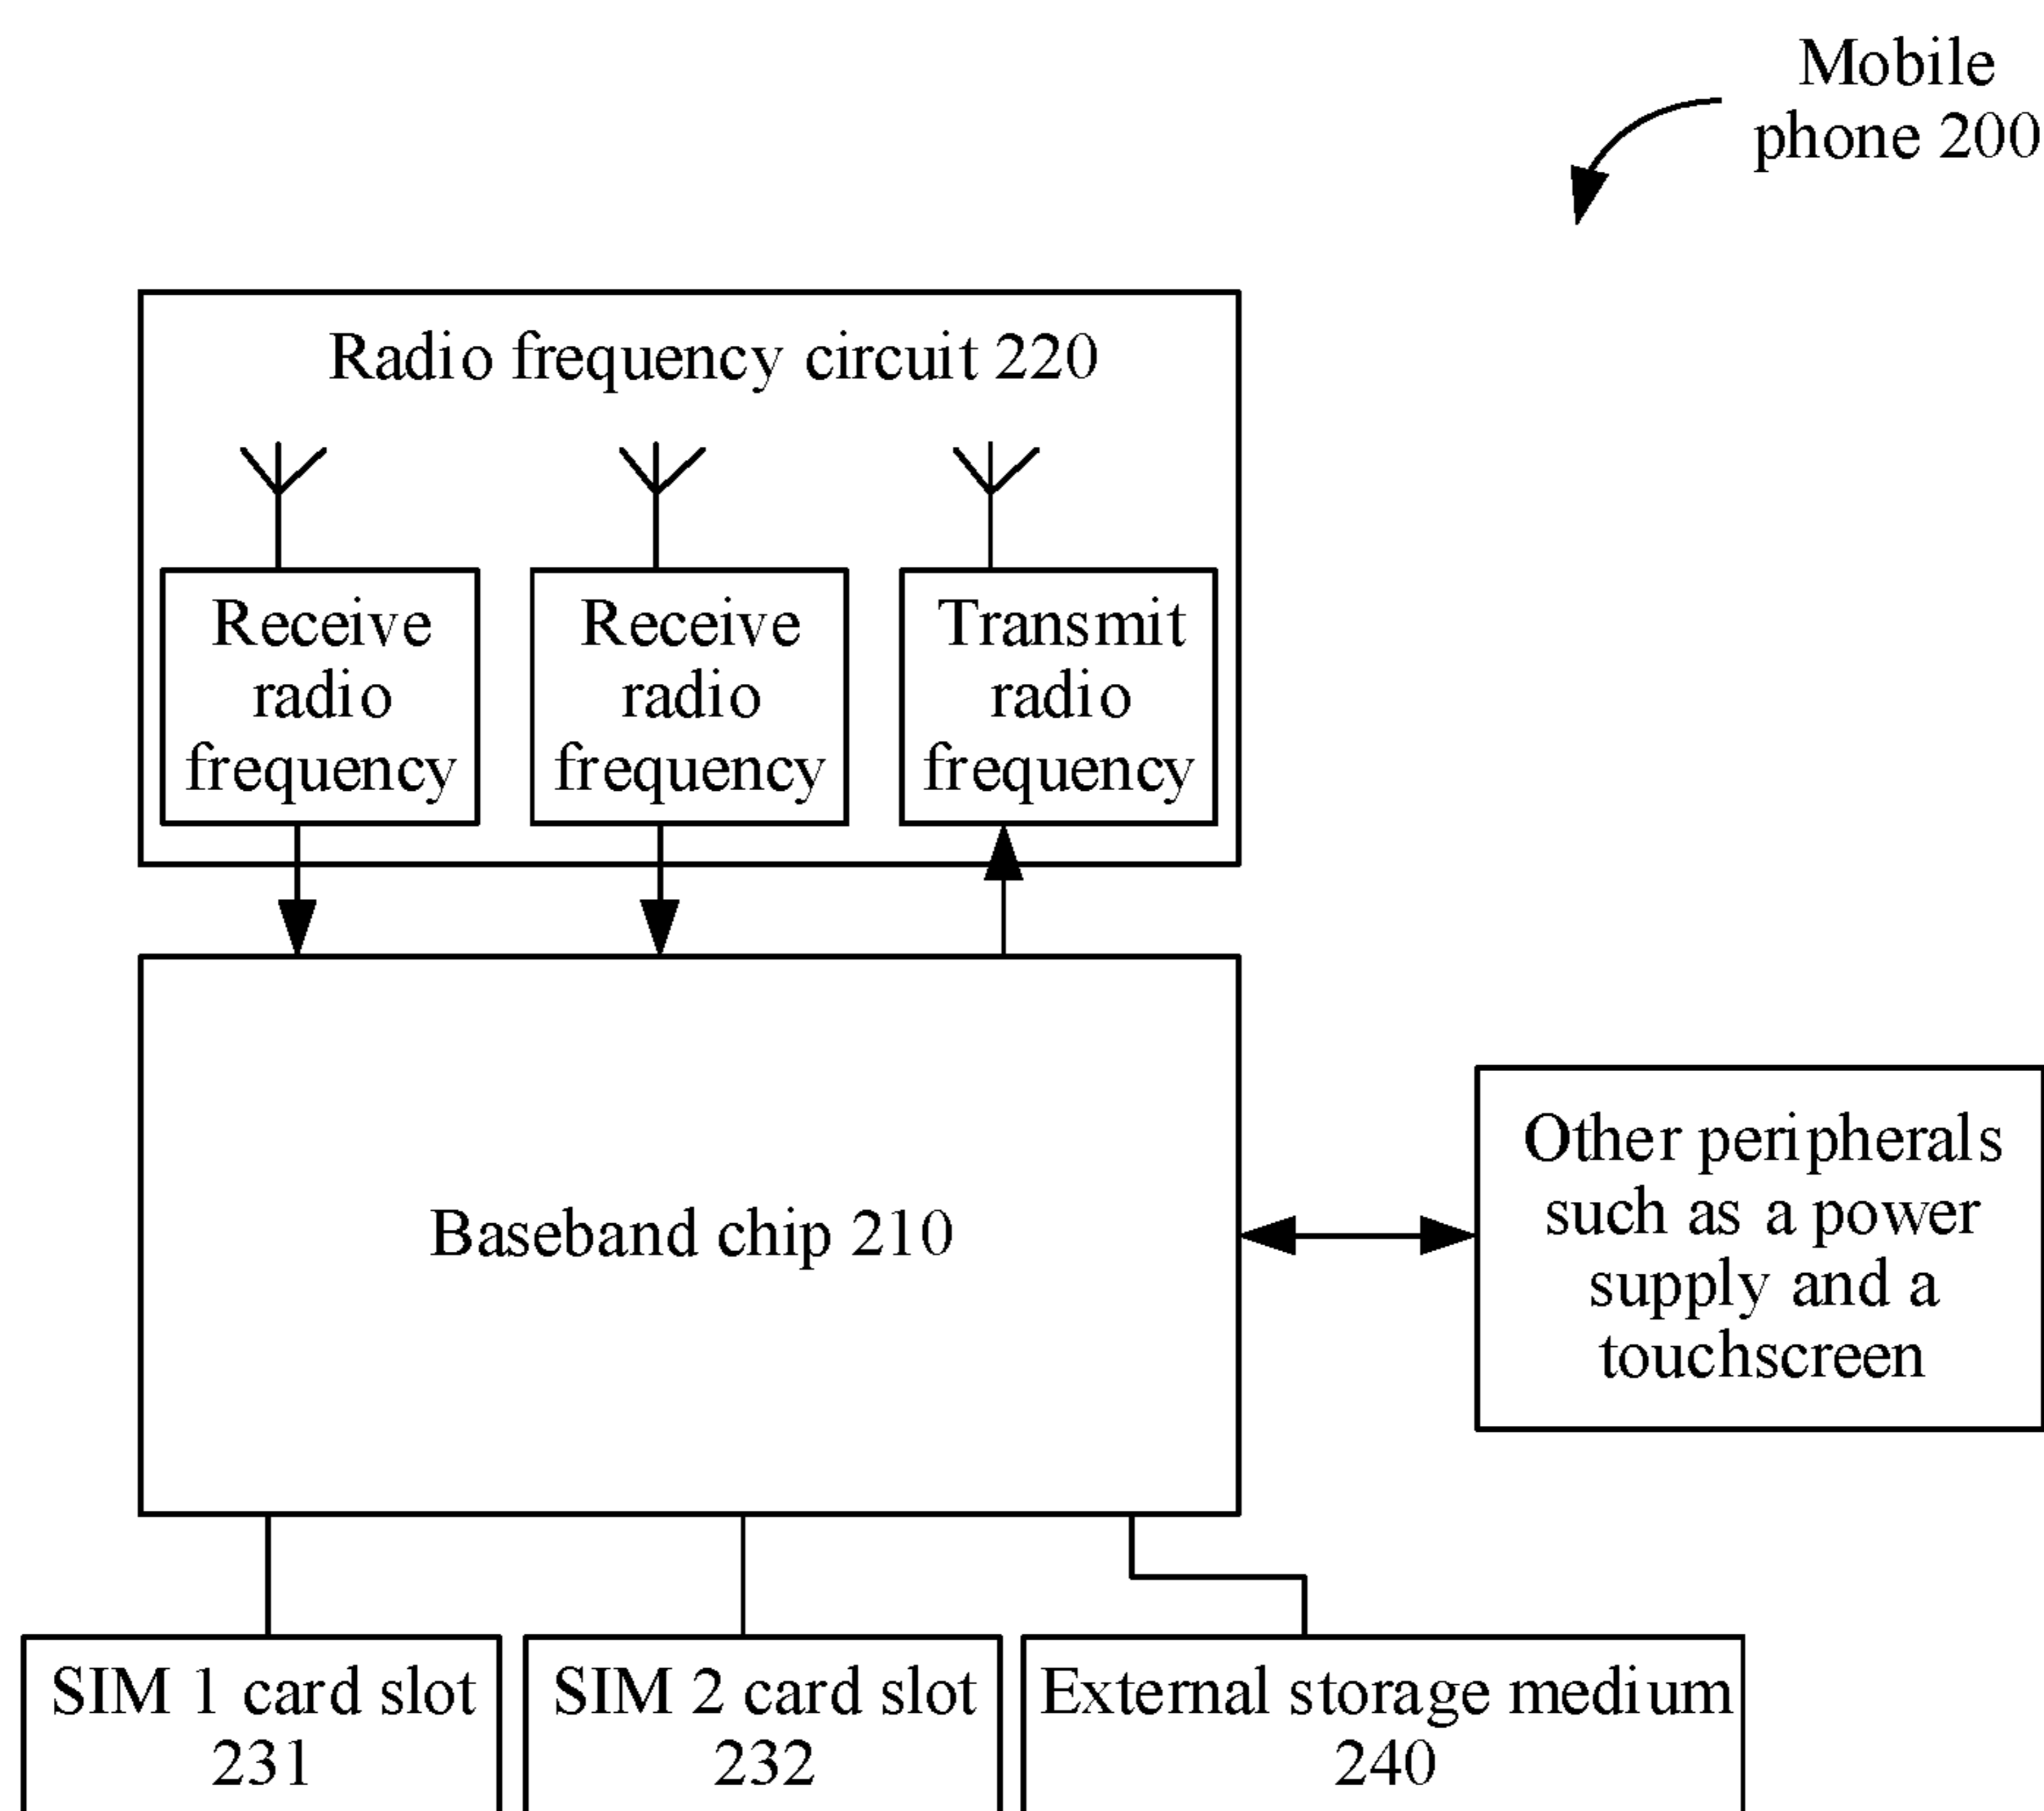 Mobile
phone 200
Radio frequency circuit 220
Receive
radio
frequency
Receive
radio
frequency
Transmit
radio
frequency
Baseband chip 210
Other peripherals
such as a power
supply and a
touchscreen
SIM 1 card slot
231
SIM 2 card slot
232
External storage medium
240